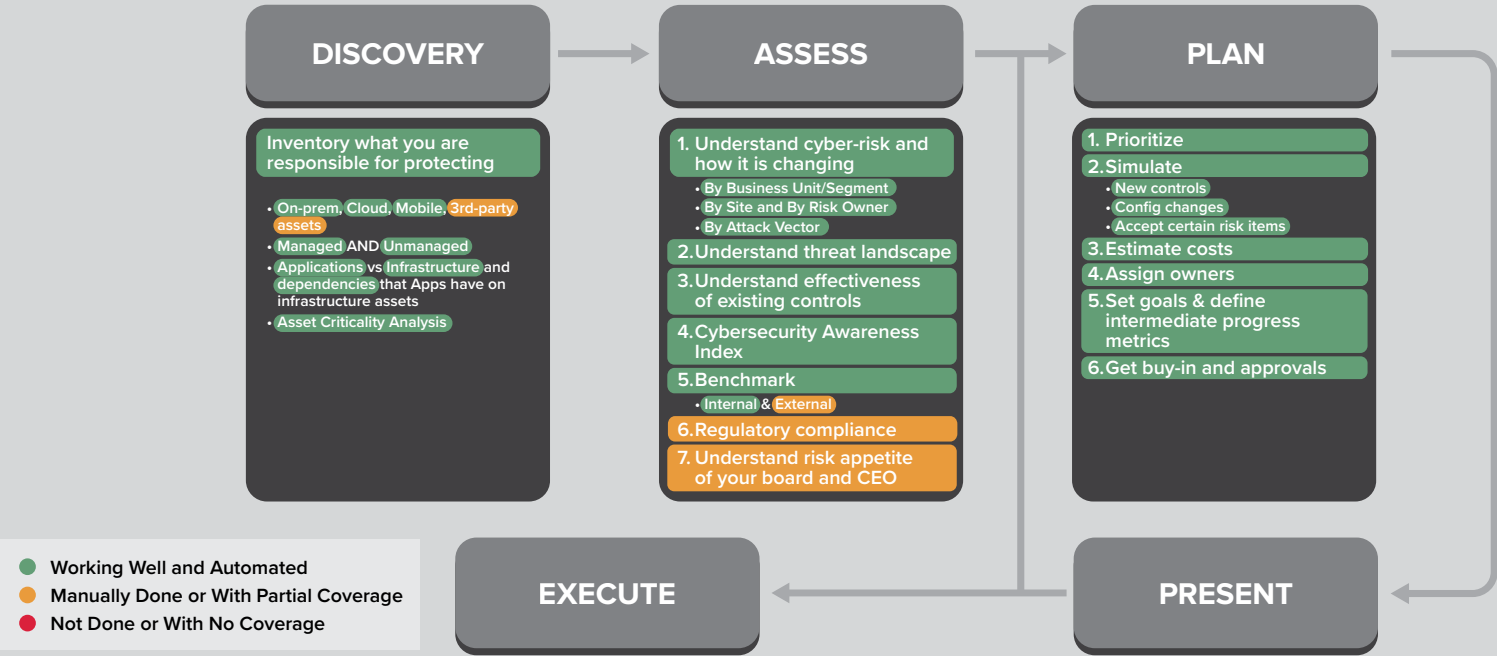 DISCOVERY
Inventory what you are
responsible for protecting
• On-prem, Cloud, Mobile, 3rd-party
assets
• Managed AND Unmanaged
• Applications vs Infrastructure and
dependencies that Apps have on
infrastructure assets
• Asset Criticality Analysis
ASSESS
1. Understand cyber-risk and
how it is changing
• By Business Unit/Segment
• By Site and By Risk Owner
• By Attack Vector
2. Understand threat landscape
3. Understand effectiveness
of existing controls
4. Cybersecurity Awareness
Index
5. Benchmark
• Internal & External
6. Regulatory compliance
7. Understand risk appetite
of your board and CEO
PLAN
1. Prioritize
2. Simulate
• New controls
• Config changes
• Accept certain risk items
3. Estimate costs
4. Assign owners
5. Set goals & define
intermediate progress
metrics
6. Get buy-in and approvals
Working Well and Automated
Manually Done or With Partial Coverage
Not Done or With No Coverage
EXECUTE
PRESENT